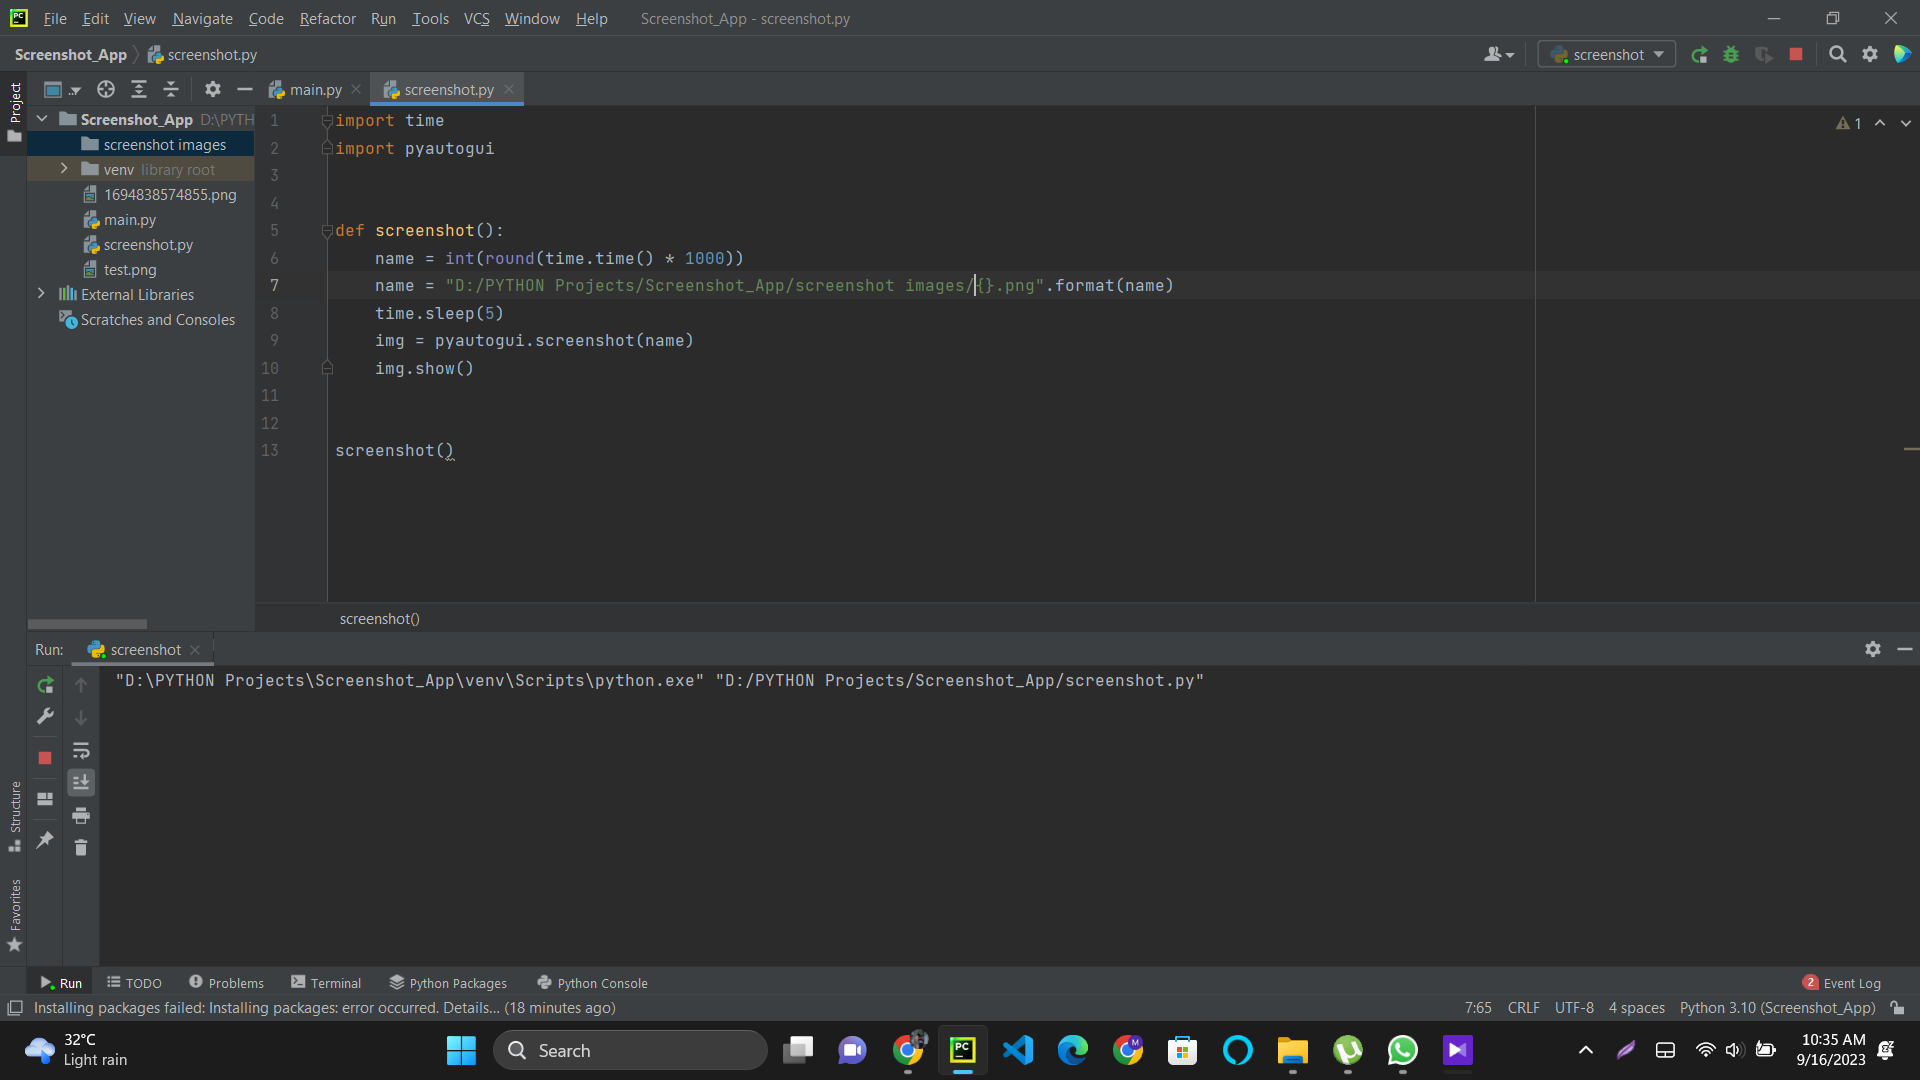 File Edit View Navigate Code Refactor Run Tools VCS Window Help Screenshot_App - screenshot.py
Screenshot_App screenshot.py screenshot
Project
main.py screenshot.py
Screenshot_App D:\PYTH
screenshot images
venv library root
1694838574855.png
main.py
screenshot.py
test.png
External Libraries
Scratches and Consoles
1 import time
2 import pyautogui
3
4
5 def screenshot():
6 name = int(round(time.time() * 1000))
7 name = "D:/PYTHON Projects/Screenshot_App/screenshot images/{}.png".format(name)
8 time.sleep(5)
9 img = pyautogui.screenshot(name)
10 img.show()
11
12
13 screenshot()
1
screenshot()
Run: screenshot
"D:\PYTHON Projects\Screenshot_App\venv\Scripts\python.exe" "D:/PYTHON Projects/Screenshot_App/screenshot.py"
Structure
Favorites
Run TODO Problems Terminal Python Packages Python Console 2 Event Log
Installing packages failed: Installing packages: error occurred. Details... (18 minutes ago) 7:65 CRLF UTF-8 4 spaces Python 3.10 (Screenshot_App)
32°C
Light rain
Search
PC
M
10:35 AM
9/16/2023